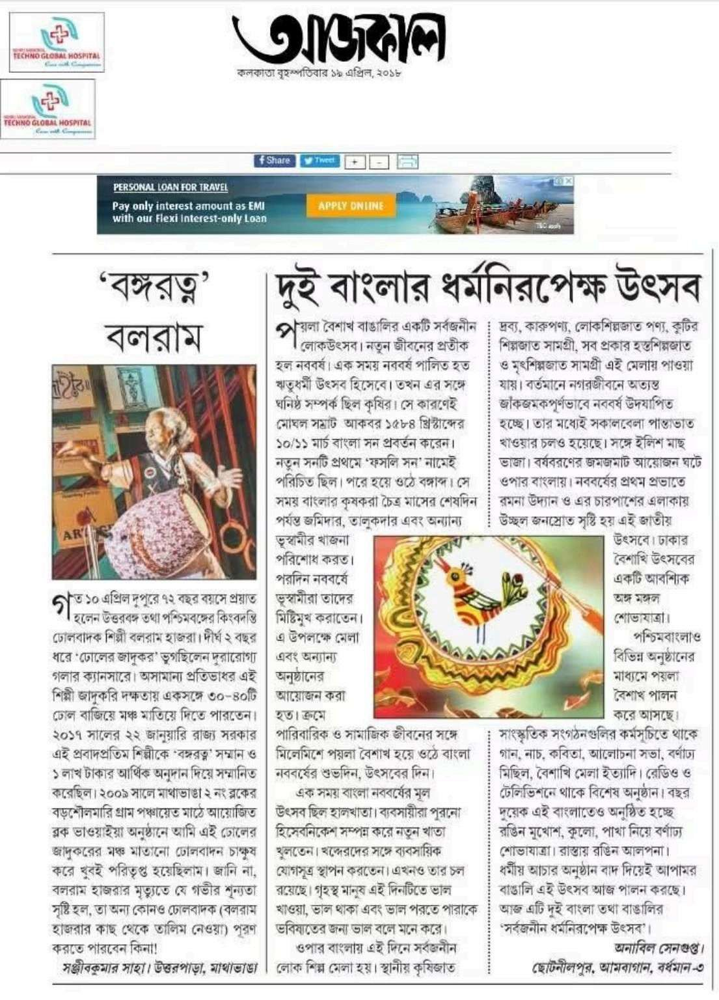 TECHNO GLOBAL HOSPITAL
Care with Compassion
TECHNO GLOBAL HOSPITAL
Care with Compassion
আজকাল
কলকাতা বৃহস্পতিবার ১৯ এপ্রিল, ২০১৮
Share
Tweet
+
-
PERSONAL LOAN FOR TRAVEL
Pay only interest amount as EMI
with our Flexi Interest-only Loan
APPLY ONLINE
T&C apply
‘বঙ্গরত্ন’
বলরাম
গত ১০ এপ্রিল দুপুরে ৭২ বছর বয়সে প্রয়াত
হলেন উত্তরবঙ্গ তথা পশ্চিমবঙ্গের কিংবদন্তি
ঢোলবাদক শিল্পী বলরাম হাজরা। দীর্ঘ ২ বছর
ধরে ‘ঢোলের জাদুকর’ ভুগছিলেন দুরারোগ্য
গলার ক্যানসারে। অসামান্য প্রতিভাধর এই
শিল্পী জাদুকরি দক্ষতায় একসঙ্গে ৩০-৪০টি
ঢোল বাজিয়ে মঞ্চ মাতিয়ে দিতে পারতেন।
২০১৭ সালের ২২ জানুয়ারি রাজ্য সরকার
এই প্রবাদপ্রতিম শিল্পীকে ‘বঙ্গরত্ন’ সম্মান ও
১ লাখ টাকার আর্থিক অনুদান দিয়ে সম্মানিত
করেছিল। ২০০৯ সালে মাথাভাঙা ২ নং ব্লকের
বড়শৌলমারি গ্রাম পঞ্চায়েত মাঠে আয়োজিত
ব্লক ভাওয়াইয়া অনুষ্ঠানে আমি এই ঢোলের
জাদুকরের মঞ্চ মাতানো ঢোলবাদন চাক্ষুষ
করে খুবই পরিতৃপ্ত হয়েছিলাম। জানি না,
বলরাম হাজরার মৃত্যুতে যে গভীর শূন্যতা
সৃষ্টি হল, তা অন্য কোনও ঢোলবাদক (বলরাম
হাজরার কাছ থেকে তালিম নেওয়া) পূরণ
করতে পারবেন কিনা!
সঞ্জীবকুমার সাহা। উত্তরপাড়া, মাথাভাঙা
দুই বাংলার ধর্মনিরপেক্ষ উৎসব
পয়লা বৈশাখ বাঙালির একটি সর্বজনীন
লোকউৎসব। নতুন জীবনের প্রতীক
হল নববর্ষ। এক সময় নববর্ষ পালিত হত
ঋতুধর্মী উৎসব হিসেবে। তখন এর সঙ্গে
ঘনিষ্ঠ সম্পর্ক ছিল কৃষির। সে কারণেই
মোঘল সম্রাট আকবর ১৫৮৪ খ্রিস্টাব্দের
১০/১১ মার্চ বাংলা সন প্রবর্তন করেন।
নতুন সনটি প্রথমে ‘ফসলি সন’ নামেই
পরিচিত ছিল। পরে হয়ে ওঠে বঙ্গাব্দ। সে
সময় বাংলার কৃষকরা চৈত্র মাসের শেষদিন
পর্যন্ত জমিদার, তালুকদার এবং অন্যান্য
ভূস্বামীর খাজনা
পরিশোধ করত।
পরদিন নববর্ষে
ভূস্বামীরা তাদের
মিষ্টিমুখ করাতেন।
এ উপলক্ষে মেলা
এবং অন্যান্য
অনুষ্ঠানের
আয়োজন করা
হত। ক্রমে
পারিবারিক ও সামাজিক জীবনের সঙ্গে
মিলেমিশে পয়লা বৈশাখ হয়ে ওঠে বাংলা
নববর্ষের শুভদিন, উৎসবের দিন।
এক সময় বাংলা নববর্ষের মূল
উৎসব ছিল হালখাতা। ব্যবসায়ীরা পুরনো
হিসেবনিকেশ সম্পন্ন করে নতুন খাতা
খুলতেন। খদ্দেরদের সঙ্গে ব্যবসায়িক
যোগসূত্র স্থাপন করতেন। এখনও তার চল
রয়েছে। গৃহস্থ মানুষ এই দিনটিতে ভাল
খাওয়া, ভাল থাকা এবং ভাল পরতে পারাকে
ভবিষ্যতের জন্য ভাল বলে মনে করে।
ওপার বাংলায় এই দিনে সর্বজনীন
লোক শিল্প মেলা হয়। স্থানীয় কৃষিজাত
দ্রব্য, কারুপণ্য, লোকশিল্পজাত পণ্য, কুটির
শিল্পজাত সামগ্রী, সব প্রকার হস্তশিল্পজাত
ও মৃৎশিল্পজাত সামগ্রী এই মেলায় পাওয়া
যায়। বর্তমানে নগরজীবনে অত্যন্ত
জাঁকজমকপূর্ণভাবে নববর্ষ উদযাপিত
হচ্ছে। তার মধ্যেই সকালবেলা পান্তাভাত
খাওয়ার চলও হয়েছে। সঙ্গে ইলিশ মাছ
ভাজা। বর্ষবরণের জমজমাট আয়োজন ঘটে
ওপার বাংলায়। নববর্ষের প্রথম প্রভাতে
রমনা উদ্যান ও এর চারপাশের এলাকায়
উচ্ছল জনস্রোত সৃষ্টি হয় এই জাতীয়
উৎসবে। ঢাকার
বৈশাখি উৎসবের
একটি আবশ্যিক
অঙ্গ মঙ্গল
শোভাযাত্রা।
পশ্চিমবাংলাও
বিভিন্ন অনুষ্ঠানের
মাধ্যমে পয়লা
বৈশাখ পালন
করে আসছে।
সাংস্কৃতিক সংগঠনগুলির কর্মসূচিতে থাকে
গান, নাচ, কবিতা, আলোচনা সভা, বর্ণাঢ্য
মিছিল, বৈশাখি মেলা ইত্যাদি। রেডিও ও
টেলিভিশনে থাকে বিশেষ অনুষ্ঠান। বছর
দুয়েক এই বাংলাতেও অনুষ্ঠিত হচ্ছে
রঙিন মুখোশ, কুলো, পাখা নিয়ে বর্ণাঢ্য
শোভাযাত্রা। রাস্তায় রঙিন আলপনা।
ধর্মীয় আচার অনুষ্ঠান বাদ দিয়েই আপামর
বাঙালি এই উৎসব আজ পালন করছে।
আজ এটি দুই বাংলা তথা বাঙালির
‘সর্বজনীন ধর্মনিরপেক্ষ উৎসব’।
অনাবিল সেনগুপ্ত।
ছোটনীলপুর, আমবাগান, বর্ধমান-৩